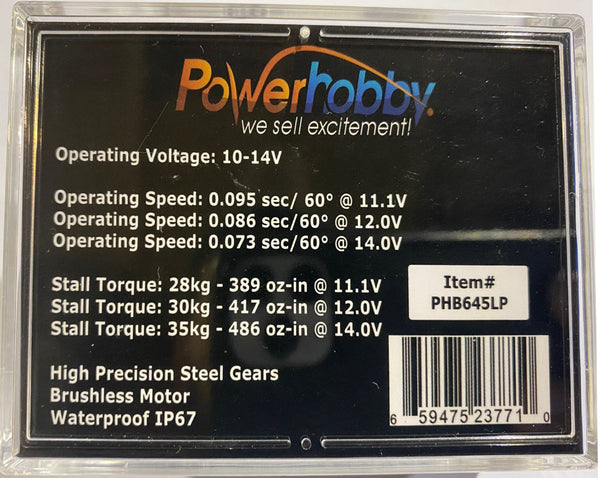 Powerhobby.
we sell excitement!
Operating Voltage: 10-14V
Operating Speed: 0.095 sec/ 60° @ 11.1V
Operating Speed: 0.086 sec/60° @ 12.0V
Operating Speed: 0.073 sec/60° @ 14.0V
Stall Torque: 28kg - 389 oz-in @ 11.1V
Stall Torque: 30kg - 417 oz-in @ 12.0V
Stall Torque: 35kg - 486 oz-in @ 14.0V
Item#
PHB645LP
High Precision Steel Gears
Brushless Motor
Waterproof IP67
6 59475 23771 0